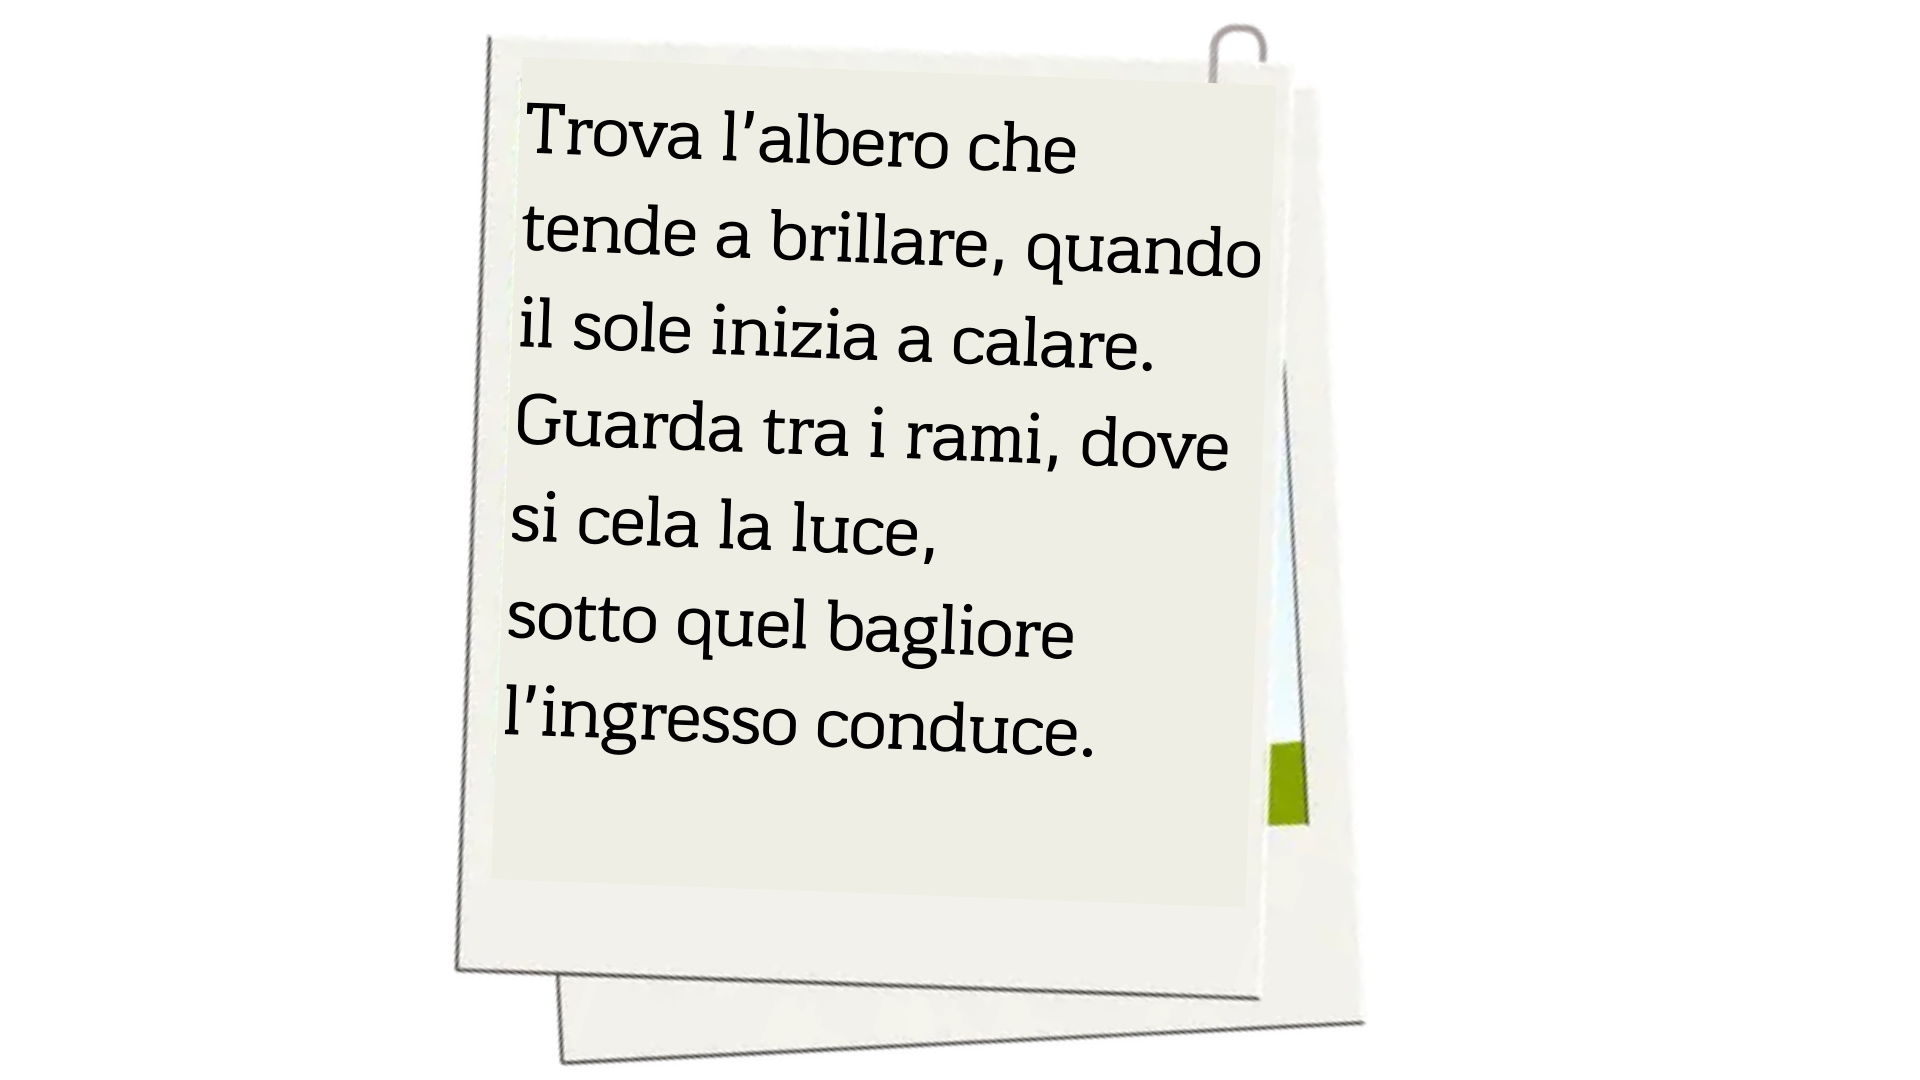 Trova l’albero che
tende a brillare, quando
il sole inizia a calare.
Guarda tra i rami, dove
si cela la luce,
sotto quel bagliore
l’ingresso conduce.